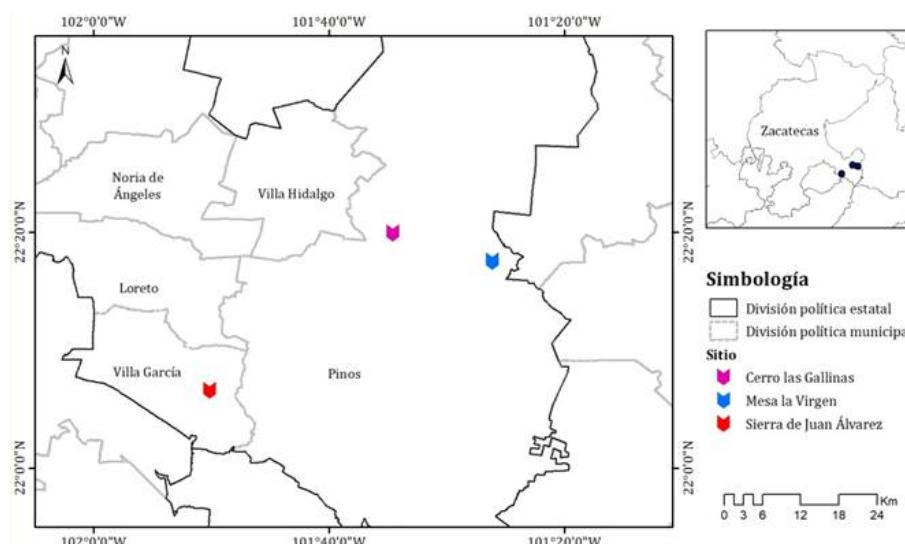 102°0'0"W 101°40'0"W 101°20'0"W
N
Noria de
Ángeles
Villa Hidalgo
22°20'0"N
22°20'0"N
Loreto
Villa García
Pinos
22°0'0"N
22°0'0"N
102°0'0"W 101°40'0"W 101°20'0"W
Zacatecas
Simbología
División política estatal
División política municipa
Sitio
Cerro las Gallinas
Mesa la Virgen
Sierra de Juan Álvarez
Km
0 3 6 12 18 24